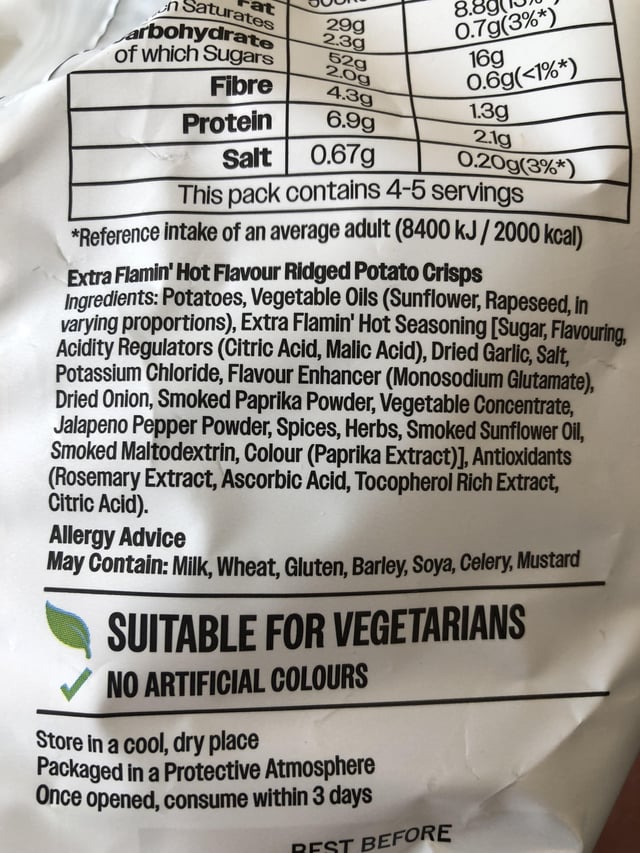 Fat 29g 8.8g
Saturates 2.3g 0.7g(3%*)
arbohydrate 52g 16g
of which Sugars 2.0g 0.6g(<1%*)
Fibre 4.3g 1.3g
Protein 6.9g 2.1g
Salt 0.67g 0.20g(3%*)
This pack contains 4-5 servings
*Reference intake of an average adult (8400 kJ / 2000 kcal)
Extra Flamin' Hot Flavour Ridged Potato Crisps
Ingredients: Potatoes, Vegetable Oils (Sunflower, Rapeseed, in
varying proportions), Extra Flamin' Hot Seasoning [Sugar, Flavouring,
Acidity Regulators (Citric Acid, Malic Acid), Dried Garlic, Salt,
Potassium Chloride, Flavour Enhancer (Monosodium Glutamate),
Dried Onion, Smoked Paprika Powder, Vegetable Concentrate,
Jalapeno Pepper Powder, Spices, Herbs, Smoked Sunflower Oil,
Smoked Maltodextrin, Colour (Paprika Extract)], Antioxidants
(Rosemary Extract, Ascorbic Acid, Tocopherol Rich Extract,
Citric Acid).
Allergy Advice
May Contain: Milk, Wheat, Gluten, Barley, Soya, Celery, Mustard
SUITABLE FOR VEGETARIANS
NO ARTIFICIAL COLOURS
Store in a cool, dry place
Packaged in a Protective Atmosphere
Once opened, consume within 3 days
BEST BEFORE